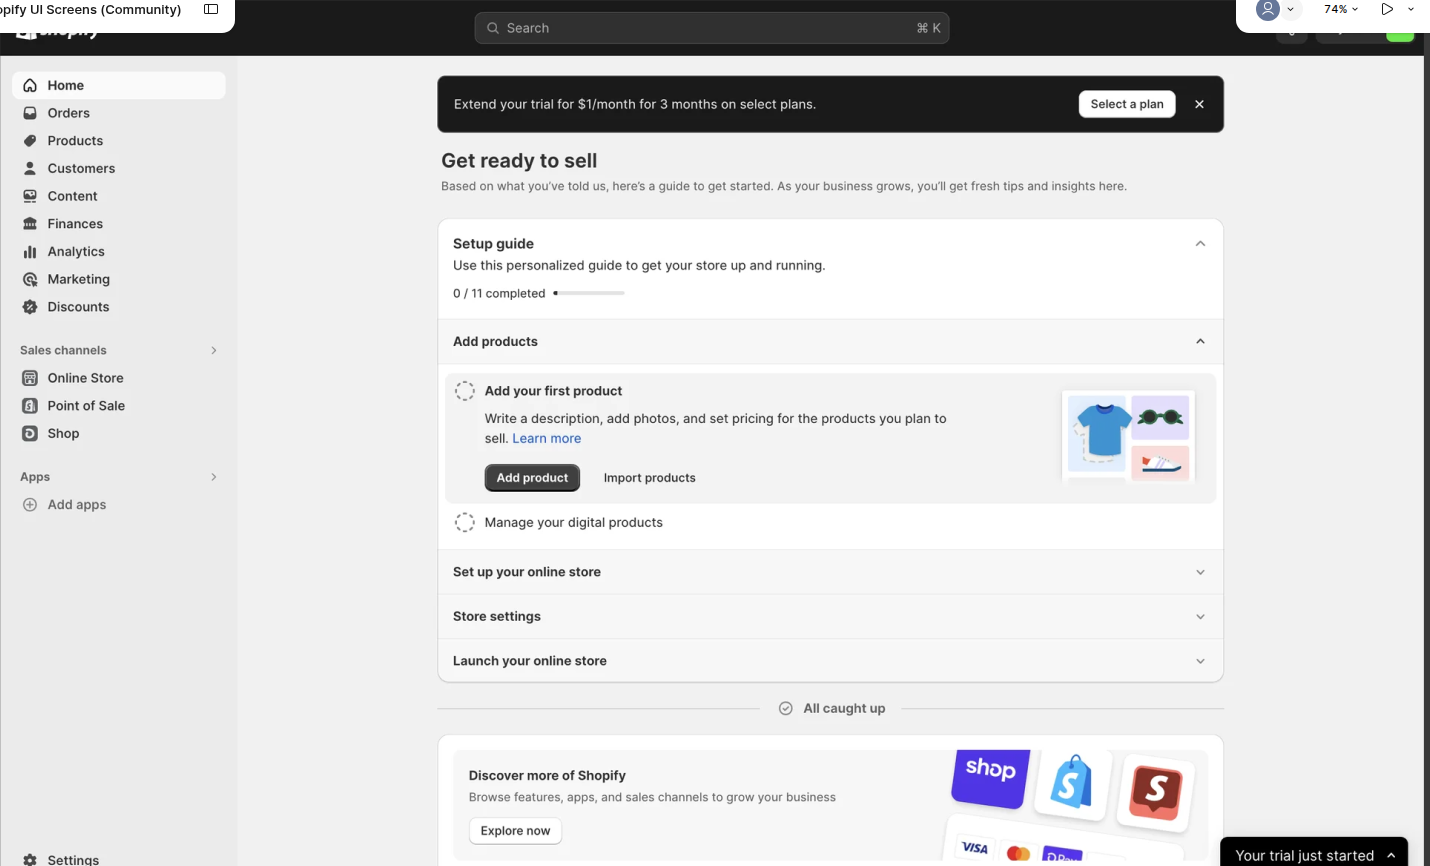 opify UI Screens (Community)
74%
shopify
Search
⌘ K
Home
Orders
Products
Customers
Content
Finances
Analytics
Marketing
Discounts
Sales channels
Online Store
Point of Sale
Shop
Apps
Add apps
Settings
Extend your trial for $1/month for 3 months on select plans.
Select a plan
Get ready to sell
Based on what you’ve told us, here’s a guide to get started. As your business grows, you’ll get fresh tips and insights here.
Setup guide
Use this personalized guide to get your store up and running.
0 / 11 completed
Add products
Add your first product
Write a description, add photos, and set pricing for the products you plan to
sell. Learn more
Add product
Import products
Manage your digital products
Set up your online store
Store settings
Launch your online store
All caught up
Discover more of Shopify
Browse features, apps, and sales channels to grow your business
Explore now
shop
VISA
Pay
Your trial just started